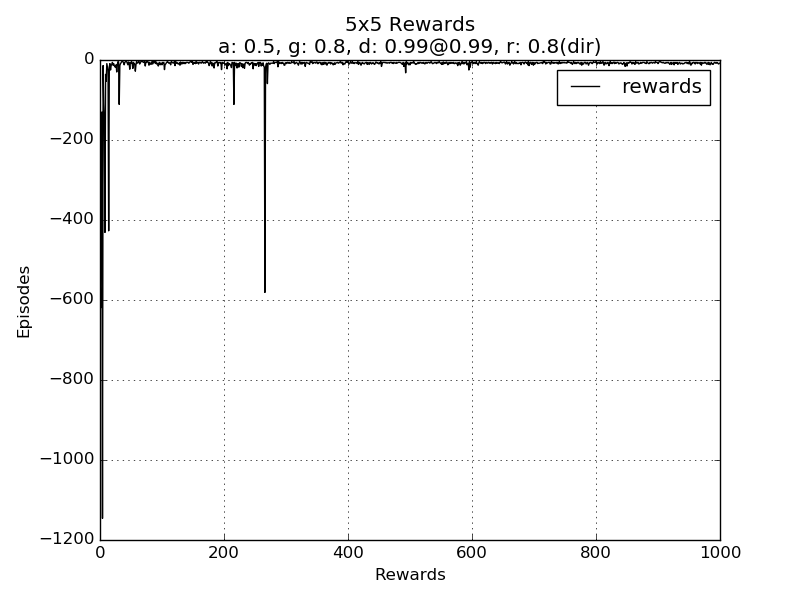 5x5 Rewards
a: 0.5, g: 0.8, d: 0.99@0.99, r: 0.8(dir)
rewards
0
−200
−400
−600
−800
−1000
−1200
Episodes
0 200 400 600 800 1000
Rewards